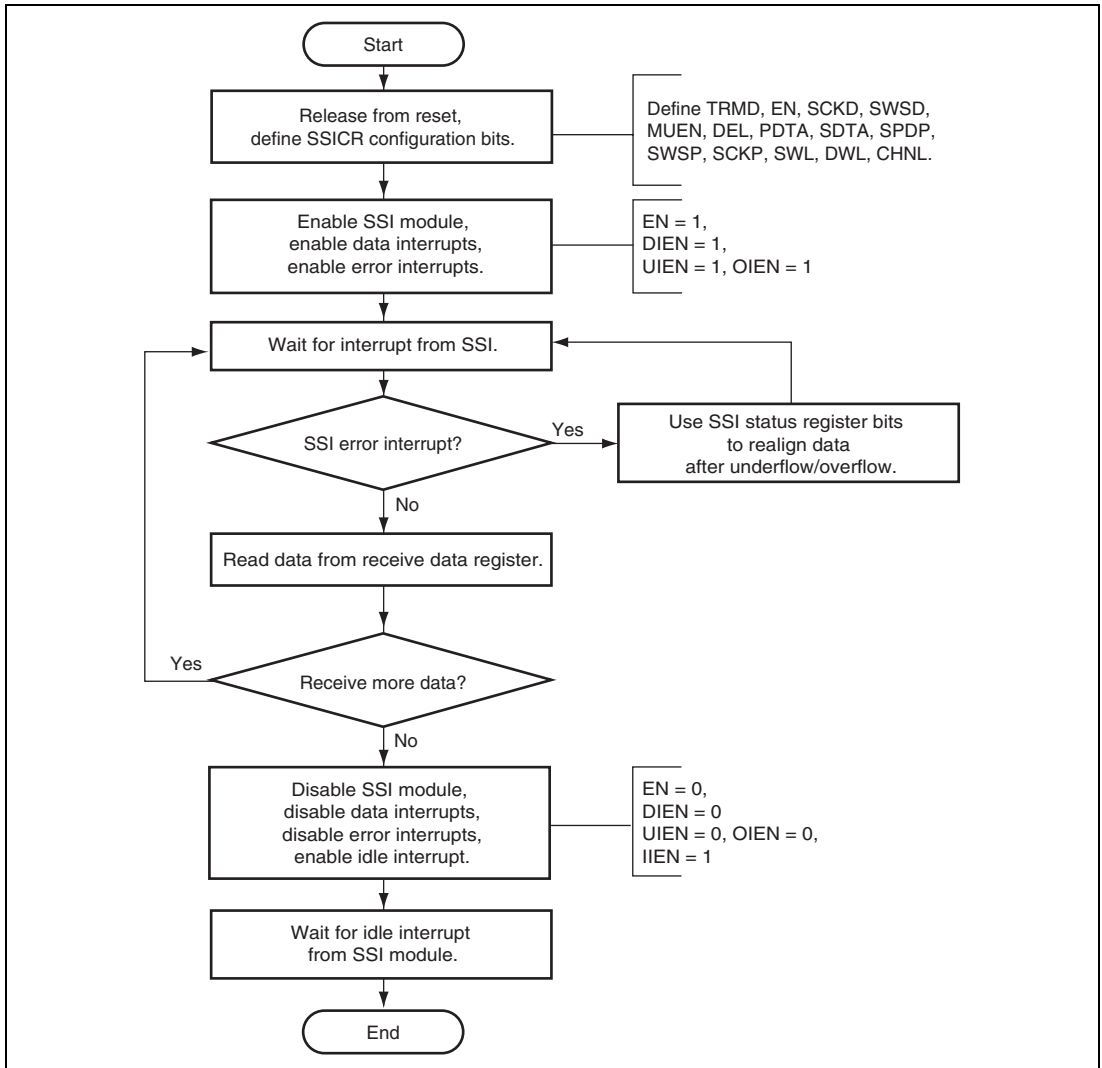 Start
Release from reset,
define SSICR configuration bits.
Define TRMD, EN, SCKD, SWSD,
MUEN, DEL, PDTA, SDTA, SPDP,
SWSP, SCKP, SWL, DWL, CHNL.
Enable SSI module,
enable data interrupts,
enable error interrupts.
EN = 1,
DIEN = 1,
UIEN = 1, OIEN = 1
Wait for interrupt from SSI.
SSI error interrupt?
Yes
Use SSI status register bits
to realign data
after underflow/overflow.
No
Read data from receive data register.
Yes
Receive more data?
No
Disable SSI module,
disable data interrupts,
disable error interrupts,
enable idle interrupt.
EN = 0,
DIEN = 0
UIEN = 0, OIEN = 0,
IIEN = 1
Wait for idle interrupt
from SSI module.
End